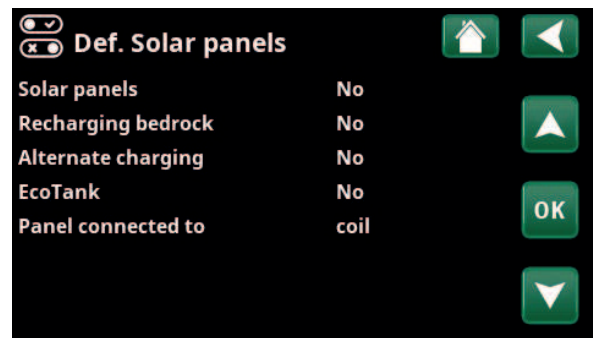 Def. Solar panels
Solar panels No
Recharging bedrock No
Alternate charging No
EcoTank No
Panel connected to coil
OK